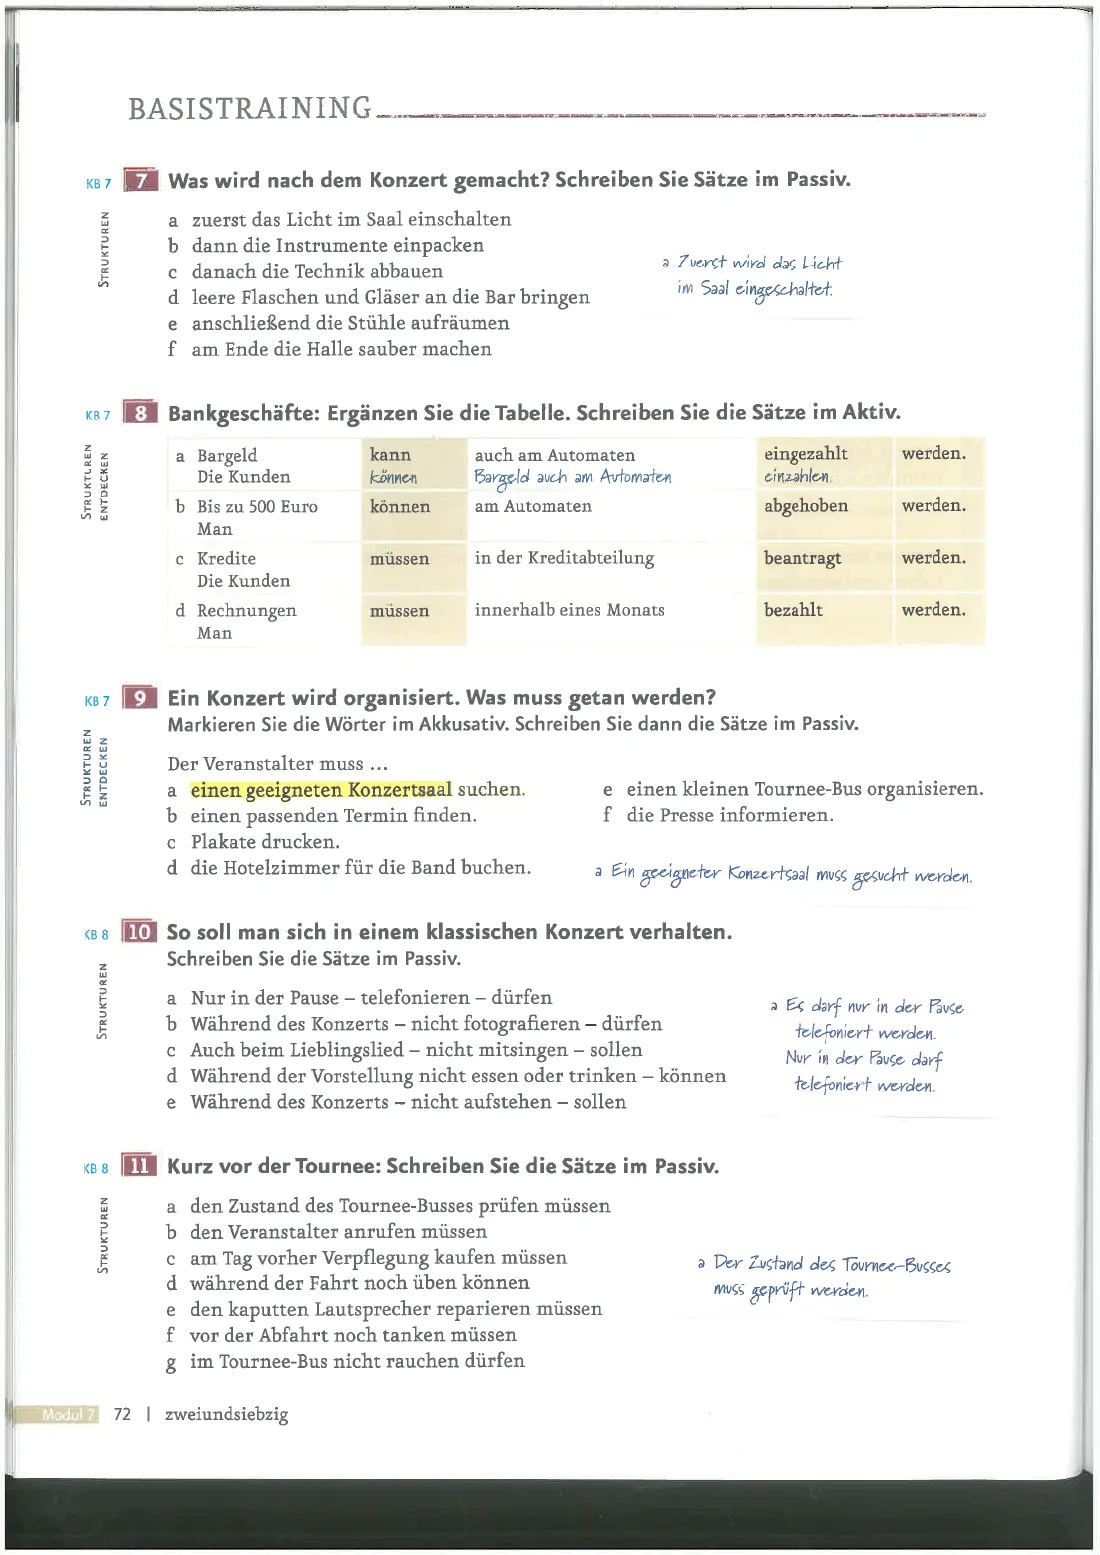 BASISTRAINING
KB 7 7 Was wird nach dem Konzert gemacht? Schreiben Sie Sätze im Passiv.
STRUKTUREN
a zuerst das Licht im Saal einschalten
b dann die Instrumente einpacken
c danach die Technik abbauen
d leere Flaschen und Gläser an die Bar bringen
e anschließend die Stühle aufräumen
f am Ende die Halle sauber machen
a Zuerst wird das Licht
im Saal eingeschaltet.
KB 7 8 Bankgeschäfte: Ergänzen Sie die Tabelle. Schreiben Sie die Sätze im Aktiv.
STRUKTUREN
ENTDECKEN
a Bargeld kann auch am Automaten eingezahlt werden.
Die Kunden können Bargeld auch am Automaten einzahlen.
b Bis zu 500 Euro können am Automaten abgehoben werden.
Man
c Kredite müssen in der Kreditabteilung beantragt werden.
Die Kunden
d Rechnungen müssen innerhalb eines Monats bezahlt werden.
Man
KB 7 9 Ein Konzert wird organisiert. Was muss getan werden?
Markieren Sie die Wörter im Akkusativ. Schreiben Sie dann die Sätze im Passiv.
STRUKTUREN
ENTDECKEN
Der Veranstalter muss ...
a einen geeigneten Konzertsaal suchen.
b einen passenden Termin finden.
c Plakate drucken.
d die Hotelzimmer für die Band buchen.
e einen kleinen Tournee-Bus organisieren.
f die Presse informieren.
a Ein geeigneter Konzertsaal muss gesucht werden.
KB 8 10 So soll man sich in einem klassischen Konzert verhalten.
Schreiben Sie die Sätze im Passiv.
STRUKTUREN
a Nur in der Pause – telefonieren – dürfen
b Während des Konzerts – nicht fotografieren – dürfen
c Auch beim Lieblingslied – nicht mitsingen – sollen
d Während der Vorstellung nicht essen oder trinken – können
e Während des Konzerts – nicht aufstehen – sollen
a Es darf nur in der Pause
telefoniert werden.
Nur in der Pause darf
telefoniert werden.
KB 8 11 Kurz vor der Tournee: Schreiben Sie die Sätze im Passiv.
STRUKTUREN
a den Zustand des Tournee-Busses prüfen müssen
b den Veranstalter anrufen müssen
c am Tag vorher Verpflegung kaufen müssen
d während der Fahrt noch üben können
e den kaputten Lautsprecher reparieren müssen
f vor der Abfahrt noch tanken müssen
g im Tournee-Bus nicht rauchen dürfen
a Der Zustand des Tournee-Busses
muss geprüft werden.
Modul 7 72 | zweiundsiebzig